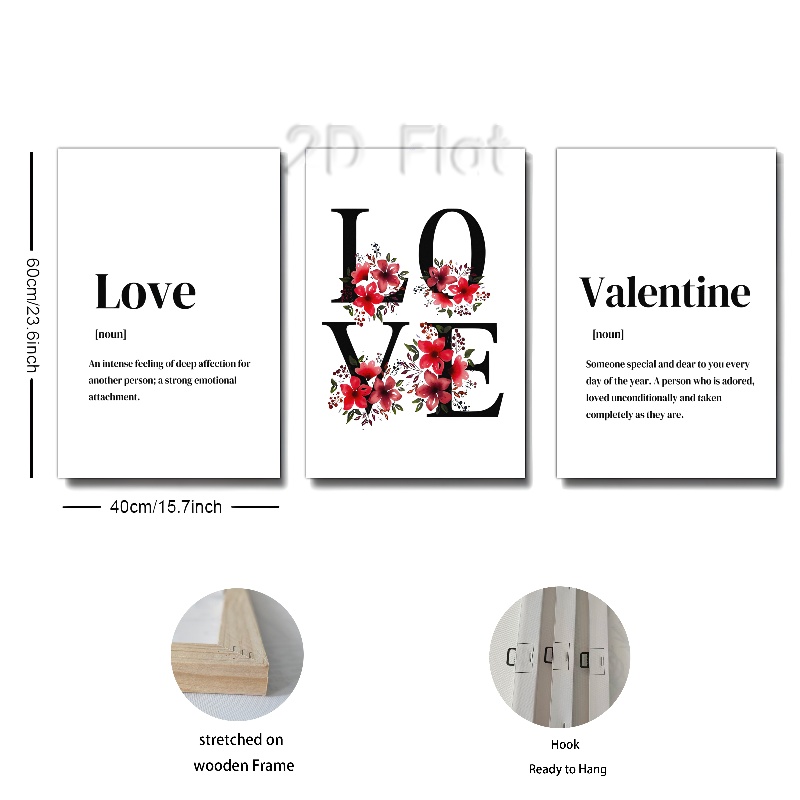 2D Flat
60cm/23.6inch
Love
[noun]
An intense feeling of deep affection for
another person; a strong emotional
attachment.
LO
VE
Valentine
[noun]
Someone special and dear to you every
day of the year. A person who is adored,
loved unconditionally and taken
completely as they are.
40cm/15.7inch
stretched on
wooden Frame
Hook
Ready to Hang